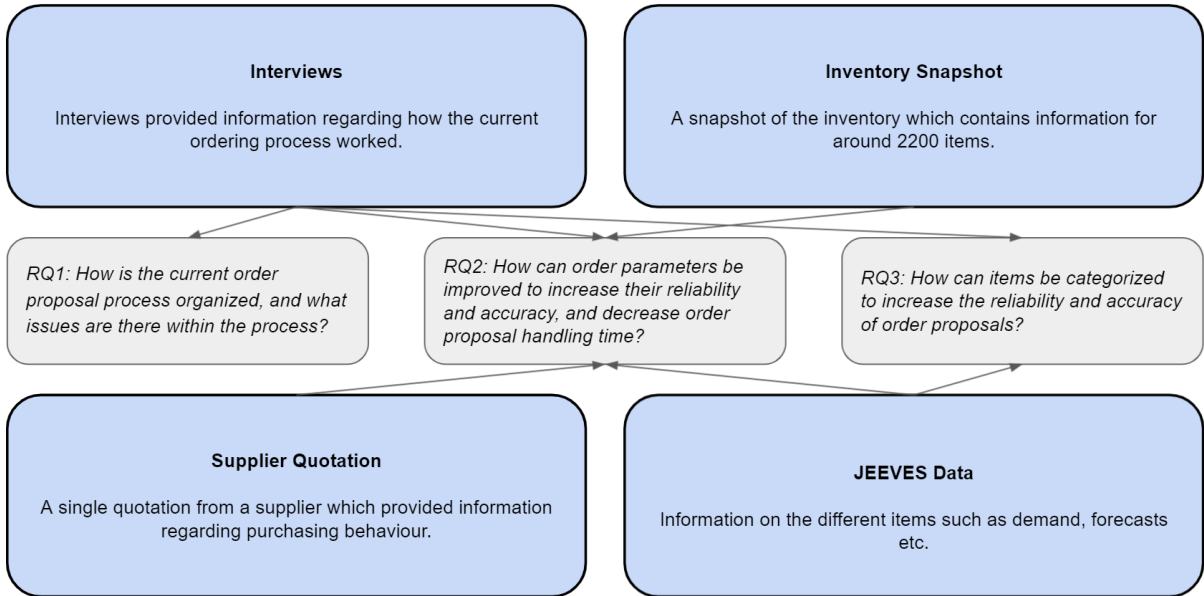 Interviews
Interviews provided information regarding how the current
ordering process worked.
Inventory Snapshot
A snapshot of the inventory which contains information for
around 2200 items.
RQ1: How is the current order
proposal process organized, and what
issues are there within the process?
RQ2: How can order parameters be
improved to increase their reliability
and accuracy, and decrease order
proposal handling time?
RQ3: How can items be categorized
to increase the reliability and accuracy
of order proposals?
Supplier Quotation
A single quotation from a supplier which provided information
regarding purchasing behaviour.
JEEVES Data
Information on the different items such as demand, forecasts
etc.